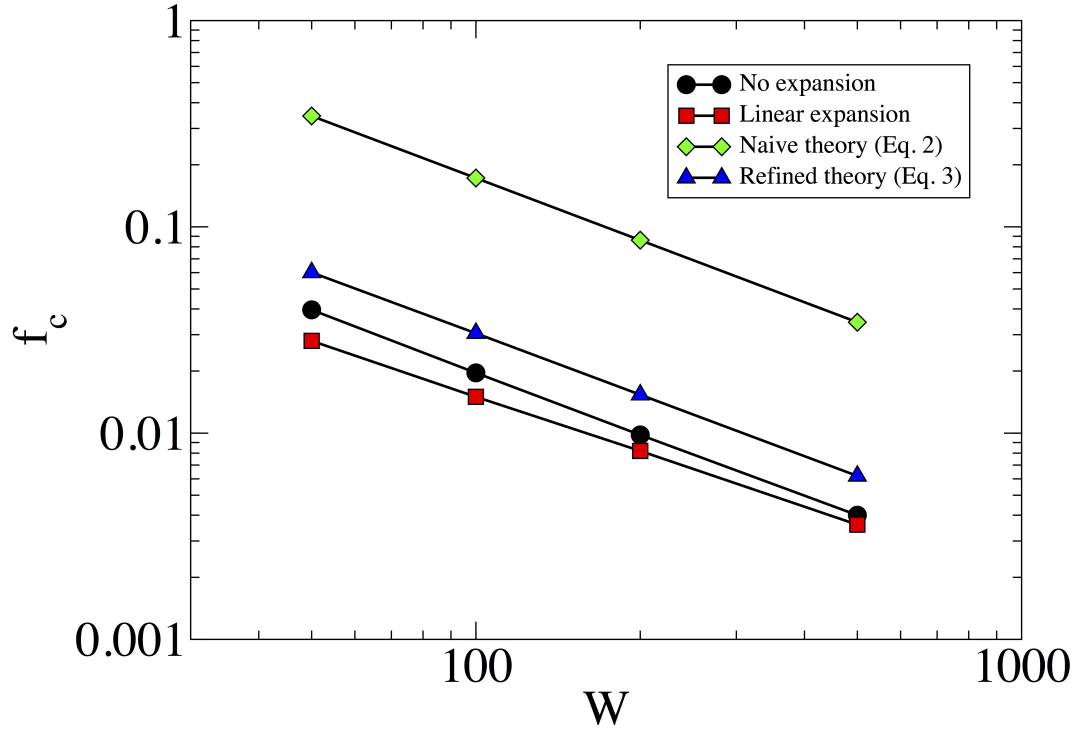 1
0.1
0.01
0.001
f_c
No expansion
Linear expansion
Naive theory (Eq. 2)
Refined theory (Eq. 3)
100
1000
W